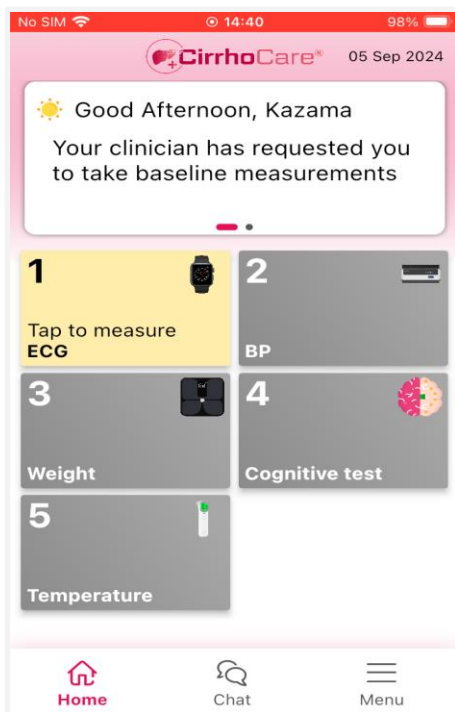 No SIM 14:40 98%
CirrhoCare® 05 Sep 2024
Good Afternoon, Kazama
Your clinician has requested you
to take baseline measurements
1
Tap to measure
ECG
2
BP
3
Weight
4
Cognitive test
5
Temperature
Home Chat Menu